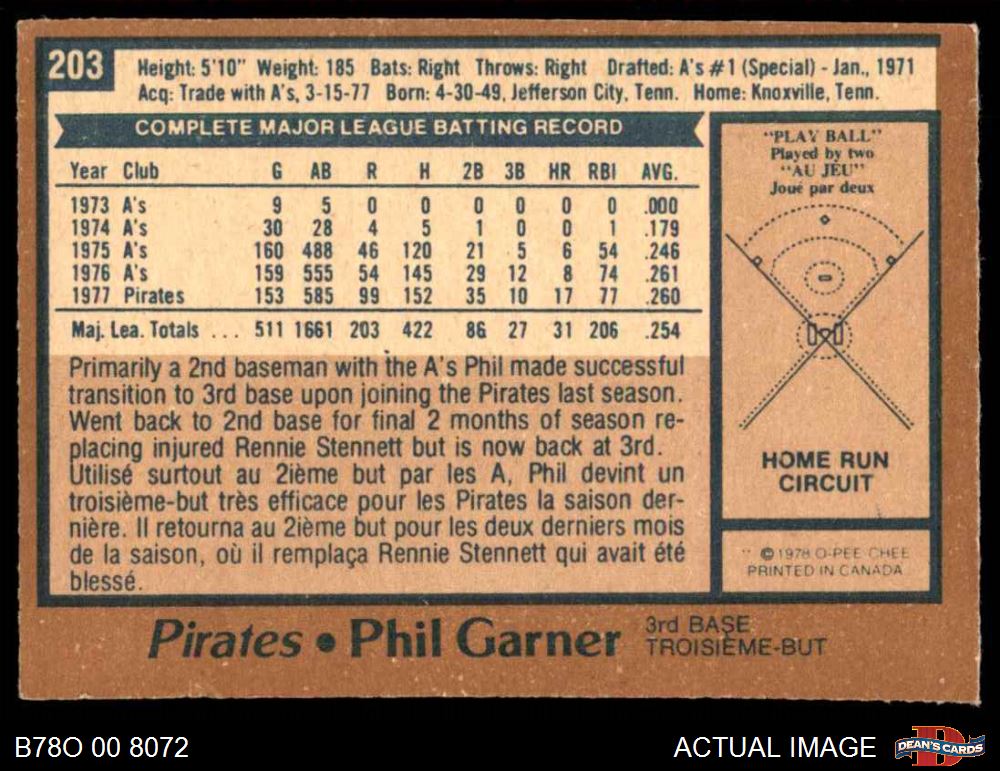 203
Height: 5'10" Weight: 185 Bats: Right Throws: Right Drafted: A's #1 (Special) - Jan., 1971
Acq: Trade with A's, 3-15-77 Born: 4-30-49, Jefferson City, Tenn. Home: Knoxville, Tenn.
COMPLETE MAJOR LEAGUE BATTING RECORD
Year Club G AB R H 2B 3B HR RBI AVG.
1973 A's 9 5 0 0 0 0 0 0 .000
1974 A's 30 28 4 5 1 0 0 1 .179
1975 A's 160 488 46 120 21 5 6 54 .246
1976 A's 159 555 54 145 29 12 8 74 .261
1977 Pirates 153 585 99 152 35 10 17 77 .260
Maj. Lea. Totals ... 511 1661 203 422 86 27 31 206 .254
Primarily a 2nd baseman with the A's Phil made successful
transition to 3rd base upon joining the Pirates last season.
Went back to 2nd base for final 2 months of season re-
placing injured Rennie Stennett but is now back at 3rd.
Utilisé surtout au 2ième but par les A, Phil devint un
troisième-but très efficace pour les Pirates la saison der-
nière. Il retourna au 2ième but pour les deux derniers mois
de la saison, où il remplaça Rennie Stennett qui avait été
blessé.
"PLAY BALL"
Played by two
"AU JEU"
Joué par deux
HOME RUN
CIRCUIT
** © 1978 O-PEE CHEE
PRINTED IN CANADA
Pirates • Phil Garner
3rd BASE
TROISIÈME-BUT
B78O 00 8072
ACTUAL IMAGE
D
DEAN'S CARDS